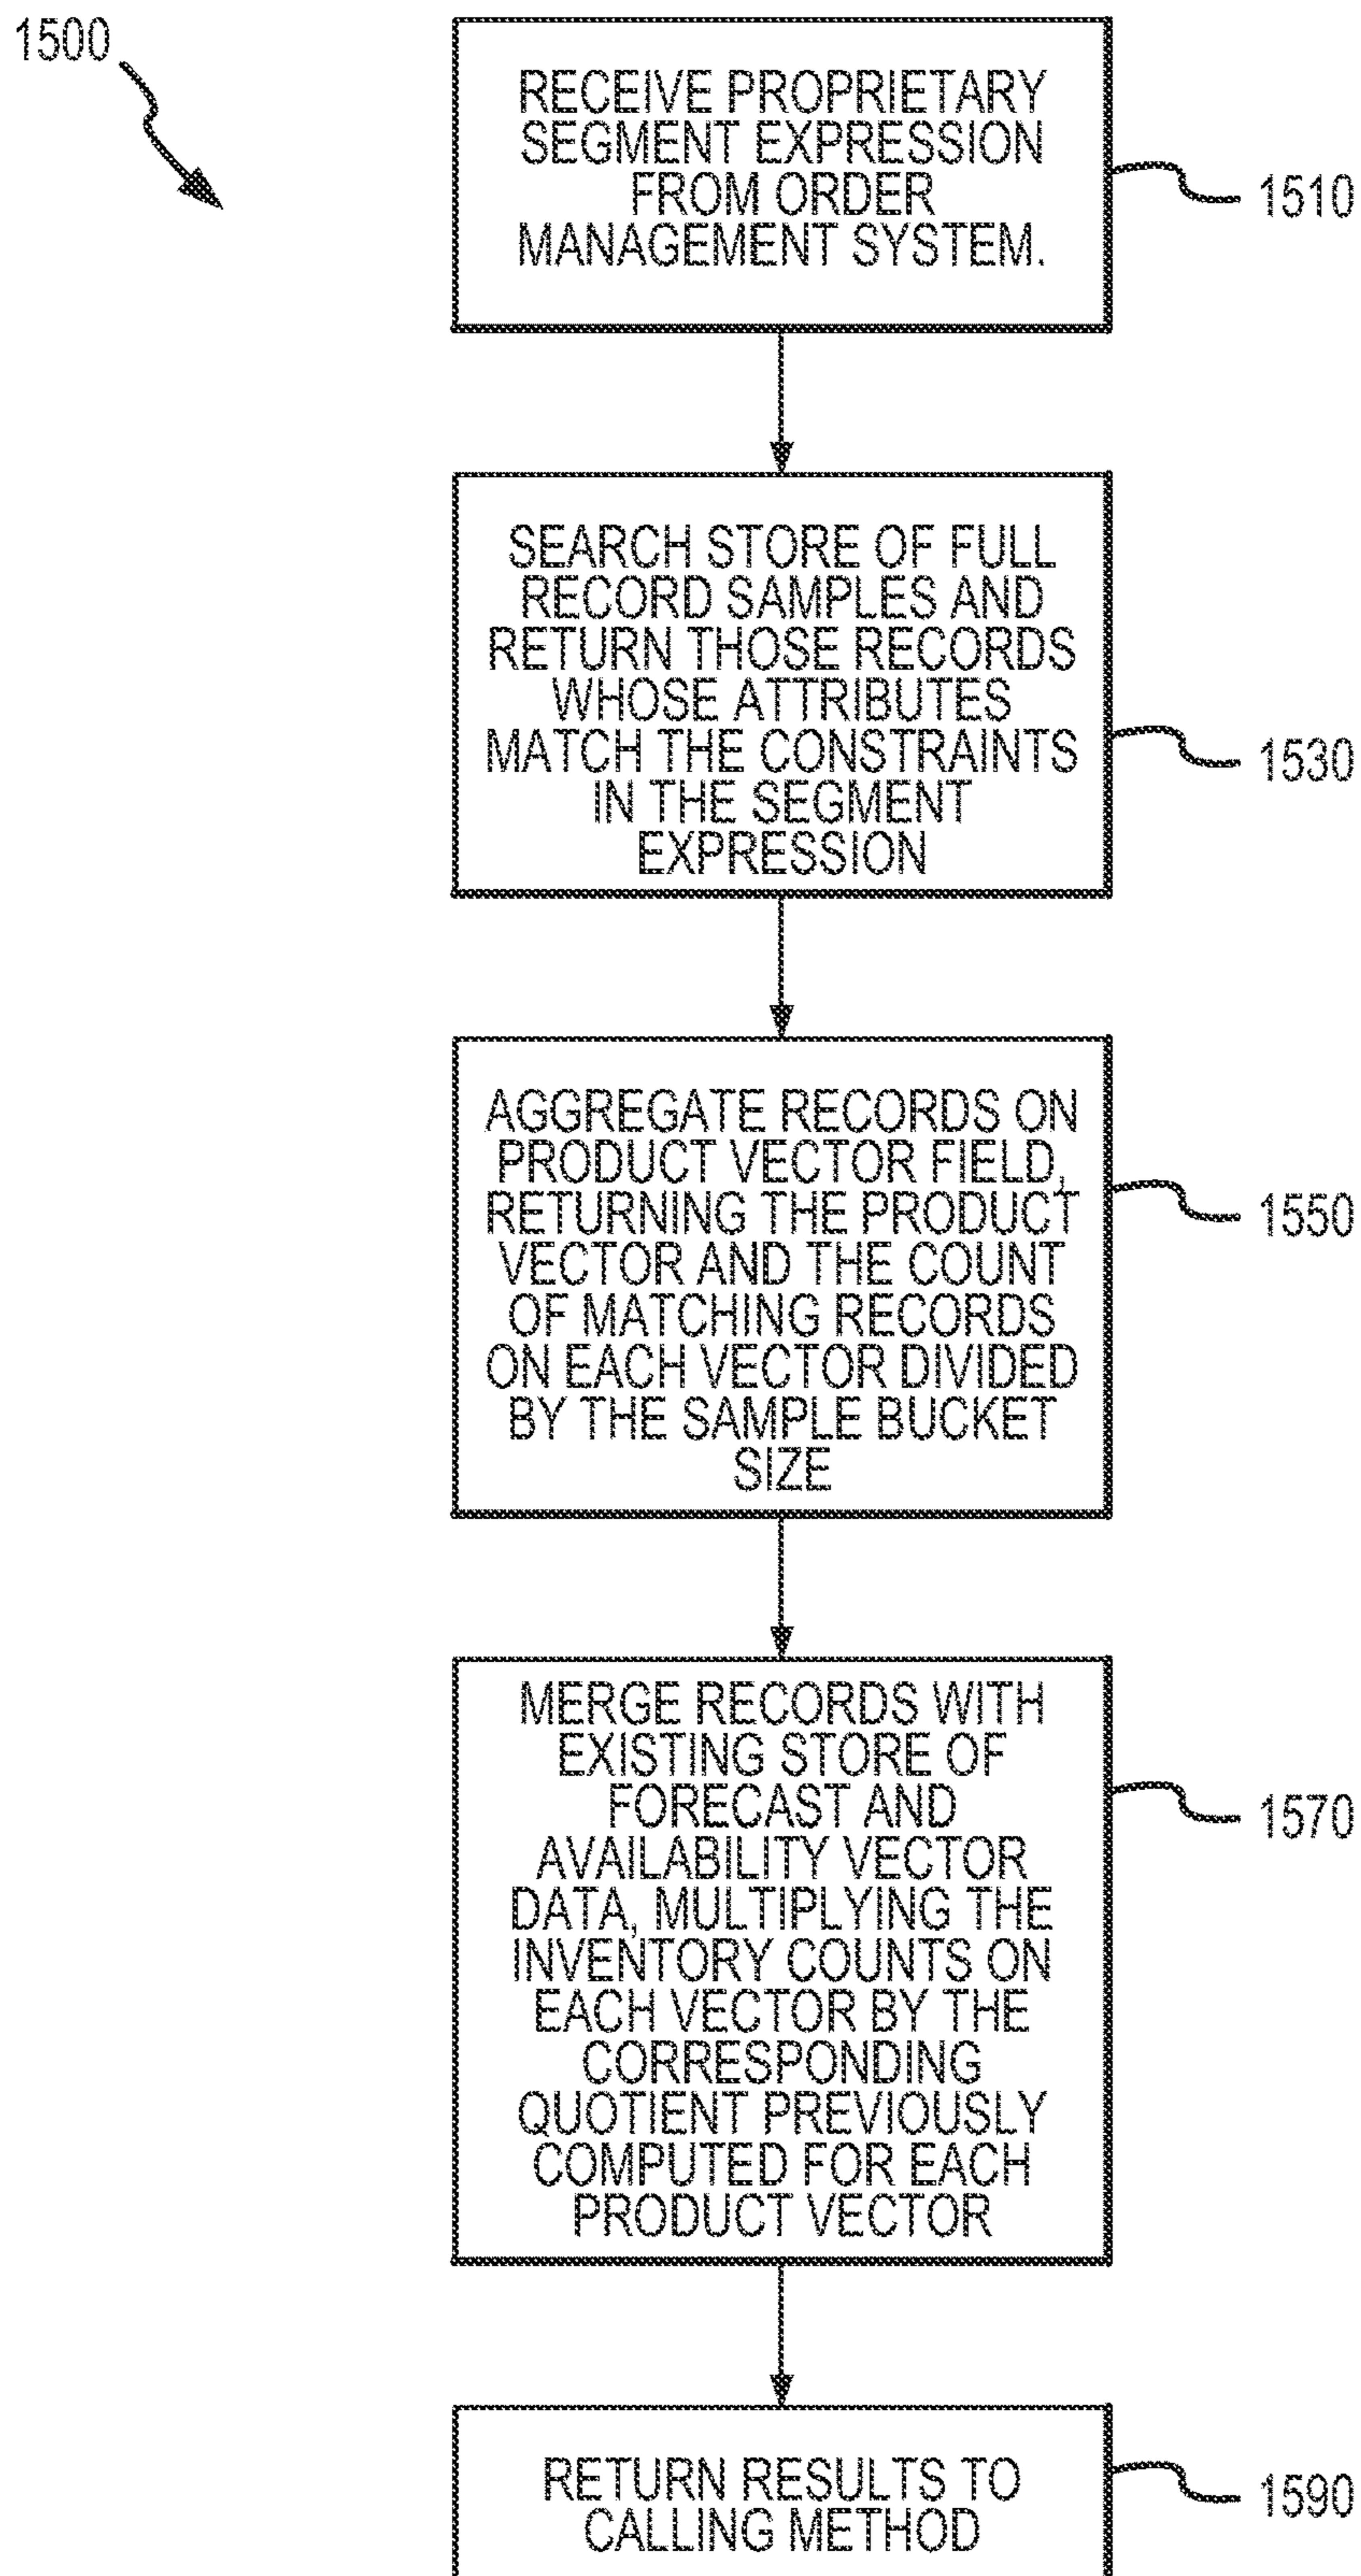 1500
RECEIVE PROPRIETARY
SEGMENT EXPRESSION
FROM ORDER
MANAGEMENT SYSTEM.
1510
SEARCH STORE OF FULL
RECORD SAMPLES AND
RETURN THOSE RECORDS
WHOSE ATTRIBUTES
MATCH THE CONSTRAINTS
IN THE SEGMENT
EXPRESSION
1530
AGGREGATE RECORDS ON
PRODUCT VECTOR FIELD,
RETURNING THE PRODUCT
VECTOR AND THE COUNT
OF MATCHING RECORDS
ON EACH VECTOR DIVIDED
BY THE SAMPLE BUCKET
SIZE
1550
MERGE RECORDS WITH
EXISTING STORE OF
FORECAST AND
AVAILABILITY VECTOR
DATA, MULTIPLYING THE
INVENTORY COUNTS ON
EACH VECTOR BY THE
CORRESPONDING
QUOTIENT PREVIOUSLY
COMPUTED FOR EACH
PRODUCT VECTOR
1570
RETURN RESULTS TO
CALLING METHOD
1590